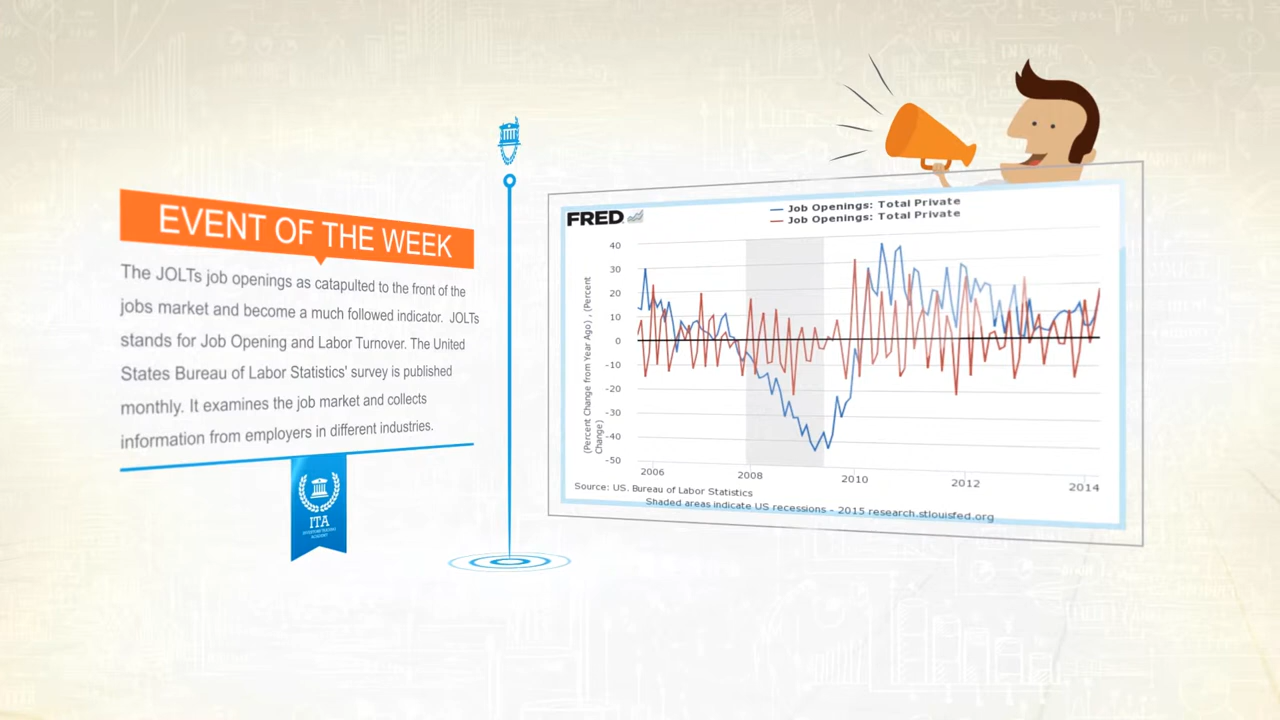 EVENT OF THE WEEK
The JOLTs job openings as catapulted to the front of the
jobs market and become a much followed indicator. JOLTs
stands for Job Opening and Labor Turnover. The United
States Bureau of Labor Statistics' survey is published
monthly. It examines the job market and collects
information from employers in different industries.
ITA
FRED
Job Openings: Total Private
Job Openings: Total Private
(Percent Change from Year Ago) , (Percent
Change)
40
30
20
10
0
-10
-20
-30
-40
-50
2006
2008
2010
2012
2014
Source: US. Bureau of Labor Statistics
Shaded areas indicate US recessions - 2015 research.stlouisfed.org